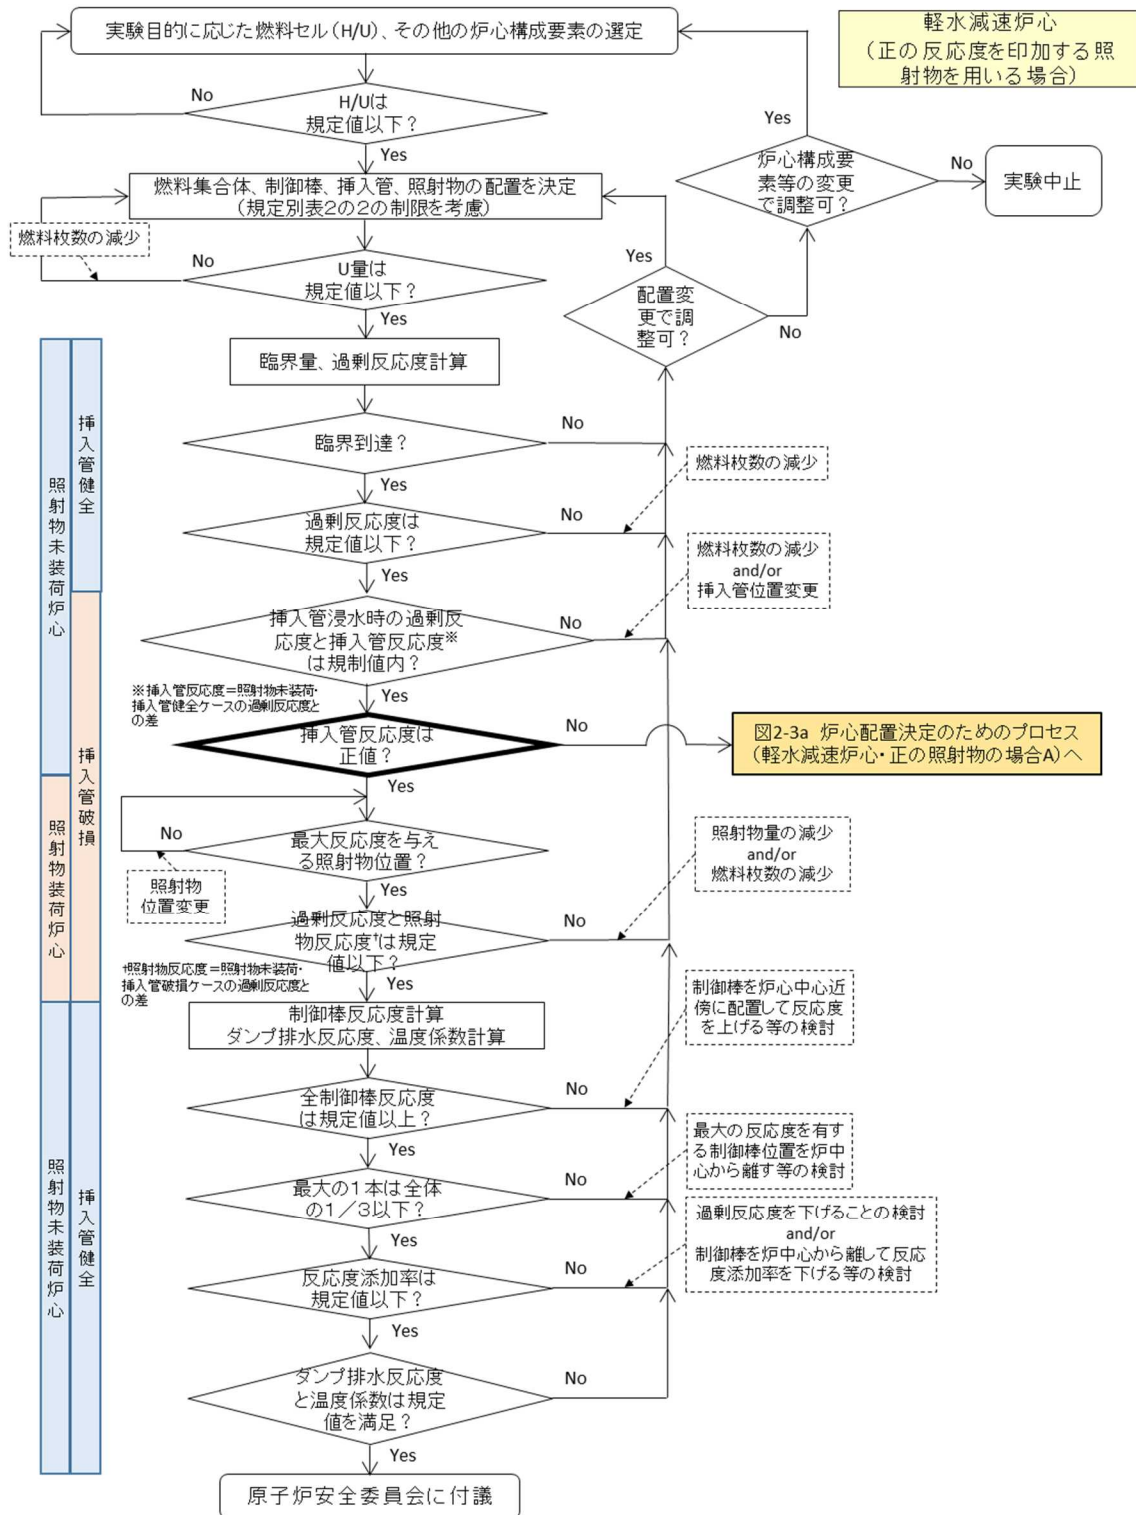 実験目的に応じた燃料セル(H/U)、その他の炉心構成要素の選定
軽水減速炉心
(正の反応度を印加する照
射物を用いる場合)
No
H/Uは
規定値以下?
Yes
Yes
炉心構成要
素等の変更
で調整可?
No
実験中止
燃料集合体、制御棒、挿入管、照射物の配置を決定
(規定別表2の2の制限を考慮)
燃料枚数の減少
No
U量は
規定値以下?
Yes
Yes
配置変
更で調
整可?
No
臨界量、過剰反応度計算
臨界到達?
No
Yes
燃料枚数の減少
過剰反応度は
規定値以下?
No
Yes
燃料枚数の減少
and/or
挿入管位置変更
挿入管浸水時の過剰反
応度と挿入管反応度※
は規制値内?
No
Yes
※挿入管反応度=照射物未装荷・
挿入管健全ケースの過剰反応度と
の差
挿入管反応度は
正値?
No
Yes
図2-3a 炉心配置決定のためのプロセス
(軽水減速炉心・正の照射物の場合A)へ
最大反応度を与え
る照射物位置?
No
Yes
照射物
位置変更
照射物量の減少
and/or
燃料枚数の減少
過剰反応度と照射
物反応度†は規定
値以下?
No
Yes
†照射物反応度=照射物未装荷・
挿入管破損ケースの過剰反応度と
の差
制御棒反応度計算
ダンプ排水反応度、温度係数計算
制御棒を炉心中心近
傍に配置して反応度
を上げる等の検討
全制御棒反応度
は規定値以上?
No
Yes
最大の反応度を有す
る制御棒位置を炉中
心から離す等の検討
最大の1本は全体
の1/3以下?
No
Yes
過剰反応度を下げることの検討
and/or
制御棒を炉中心から離して反応
度添加率を下げる等の検討
反応度添加率は
規定値以下?
No
Yes
ダンプ排水反応度
と温度係数は規定
値を満足?
No
Yes
原子炉安全委員会に付議
照射物未装荷炉心
挿入管健全
挿入管破損
照射物装荷炉心
照射物未装荷炉心
挿入管健全